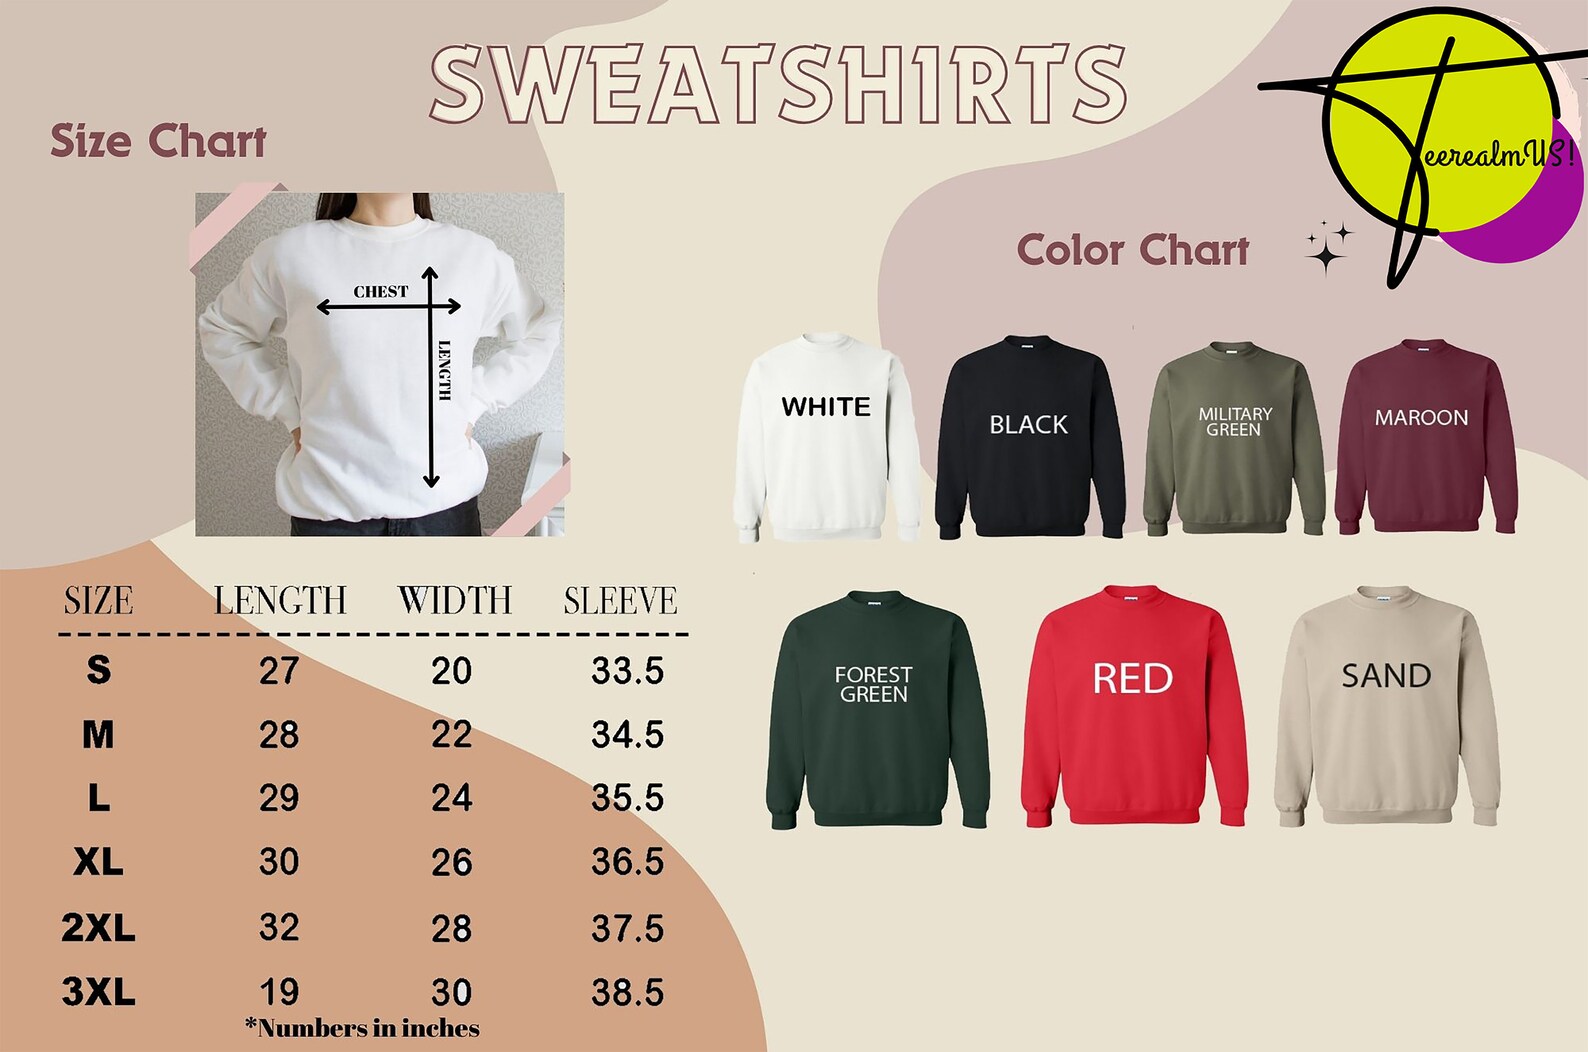 SWEATSHIRTS
TeerealmUS!
Size Chart
CHEST
LENGTH
SIZE LENGTH WIDTH SLEEVE
S 27 20 33.5
M 28 22 34.5
L 29 24 35.5
XL 30 26 36.5
2XL 32 28 37.5
3XL 19 30 38.5
*Numbers in inches
Color Chart
WHITE
BLACK
MILITARY
GREEN
MAROON
FOREST
GREEN
RED
SAND